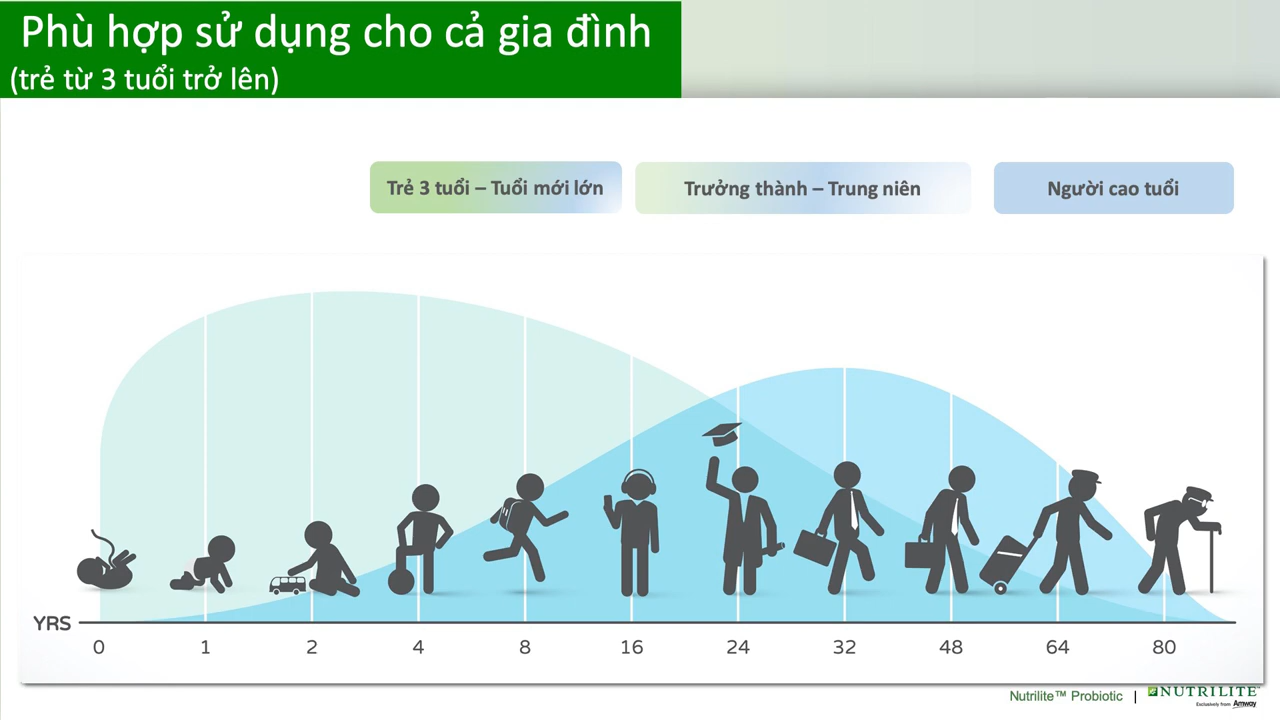 Phù hợp sử dụng cho cả gia đình
(trẻ từ 3 tuổi trở lên)
Trẻ 3 tuổi – Tuổi mới lớn
Trưởng thành – Trung niên
Người cao tuổi
YRS
0 1 2 4 8 16 24 32 48 64 80
Nutrilite™ Probiotic | NUTRILITE™
Exclusively from Amway